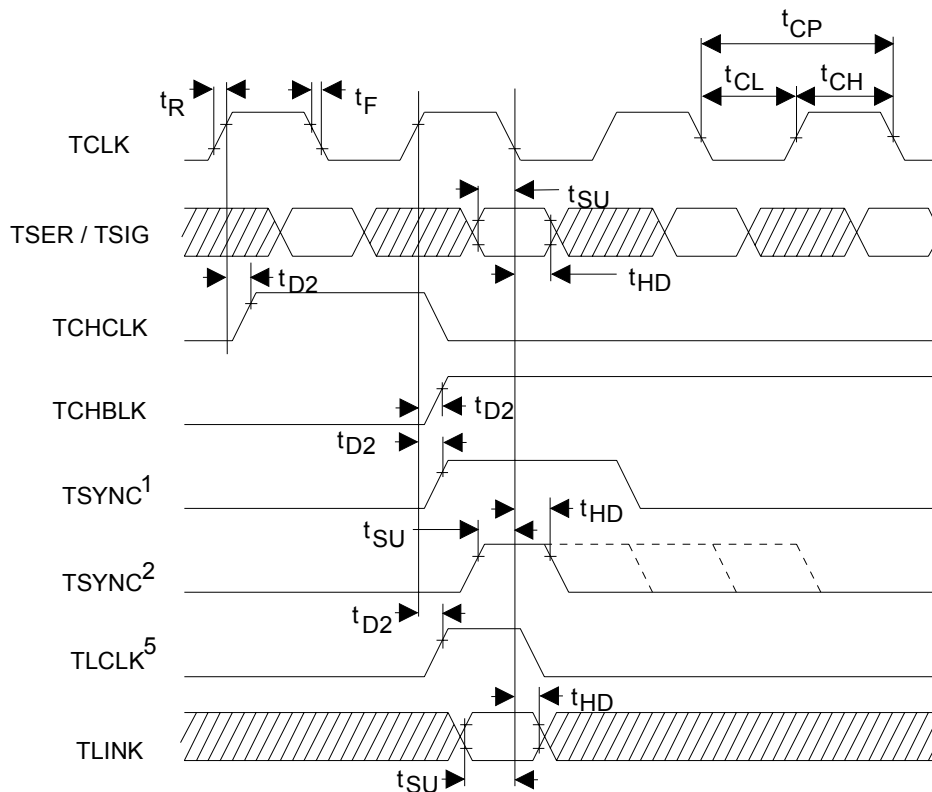 tCP
tCL tCH
tR tF
TCLK
tSU
TSER / TSIG
tHD
tD2
TCHCLK
TCHBLK
tD2
tD2
TSYNC1
tHD
tSU
TSYNC2
tD2
TLCLK5
tHD
TLINK
tSU